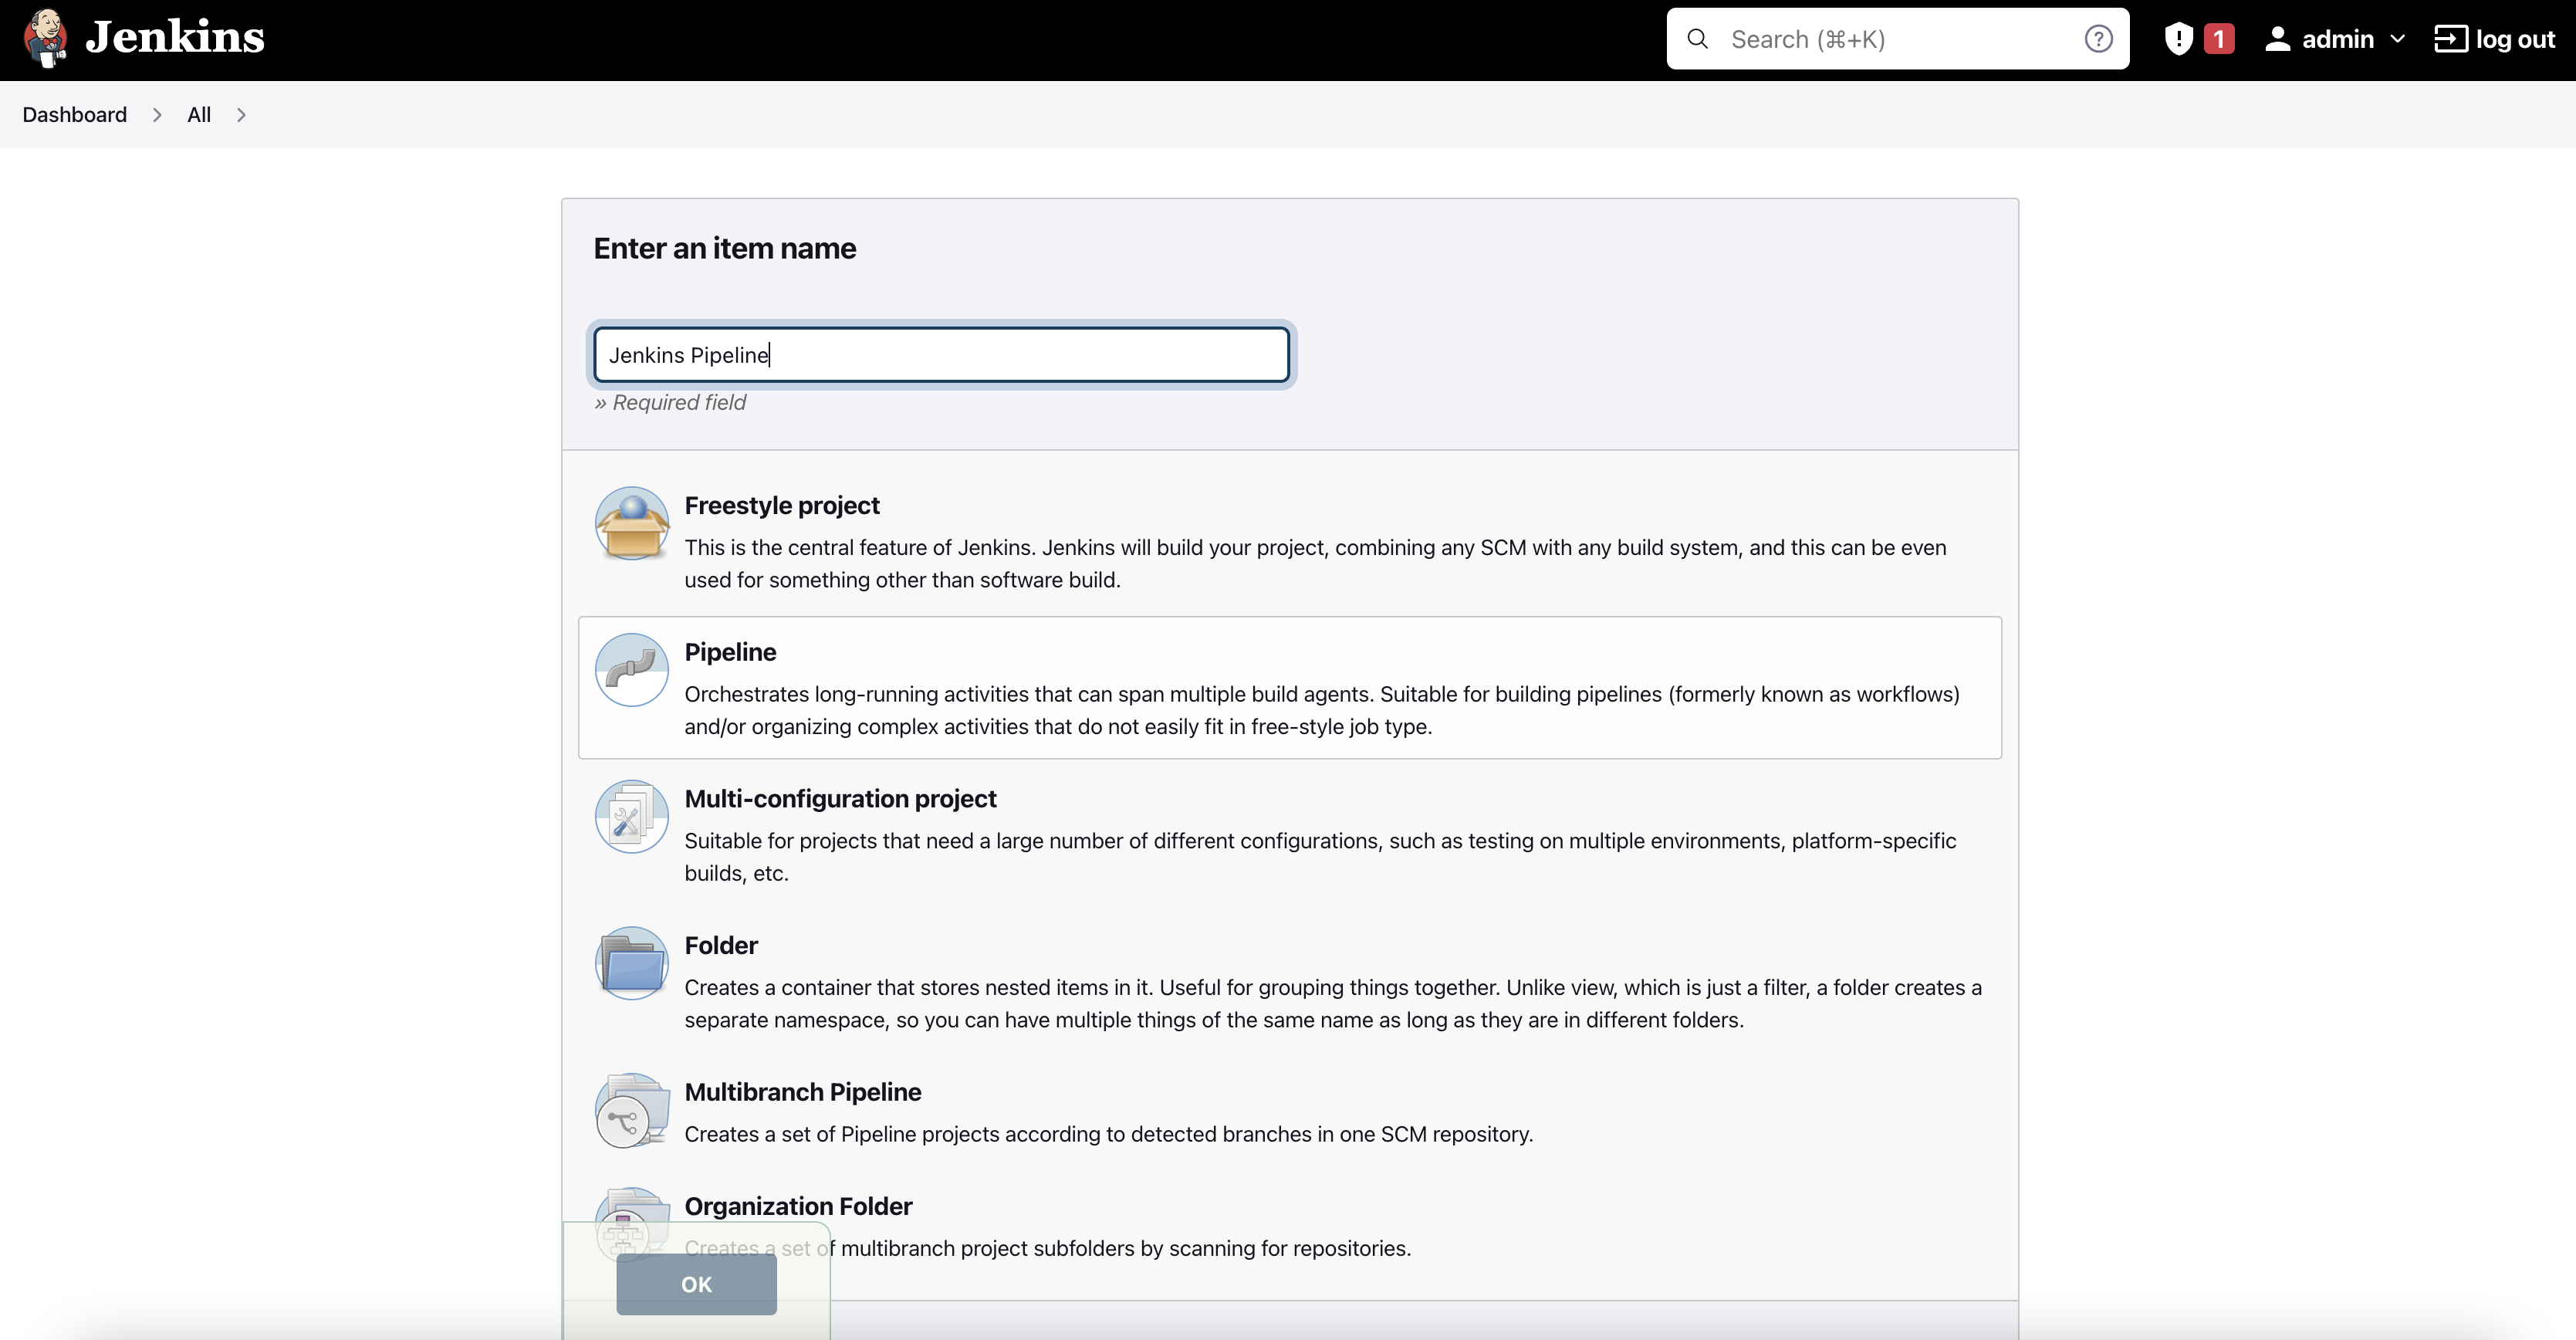 Jenkins
Search (⌘+K)
1
admin
log out
Dashboard
All
Enter an item name
Jenkins Pipeline
» Required field
Freestyle project
This is the central feature of Jenkins. Jenkins will build your project, combining any SCM with any build system, and this can be even
used for something other than software build.
Pipeline
Orchestrates long-running activities that can span multiple build agents. Suitable for building pipelines (formerly known as workflows)
and/or organizing complex activities that do not easily fit in free-style job type.
Multi-configuration project
Suitable for projects that need a large number of different configurations, such as testing on multiple environments, platform-specific
builds, etc.
Folder
Creates a container that stores nested items in it. Useful for grouping things together. Unlike view, which is just a filter, a folder creates a
separate namespace, so you can have multiple things of the same name as long as they are in different folders.
Multibranch Pipeline
Creates a set of Pipeline projects according to detected branches in one SCM repository.
Organization Folder
Creates a set of multibranch project subfolders by scanning for repositories.
OK